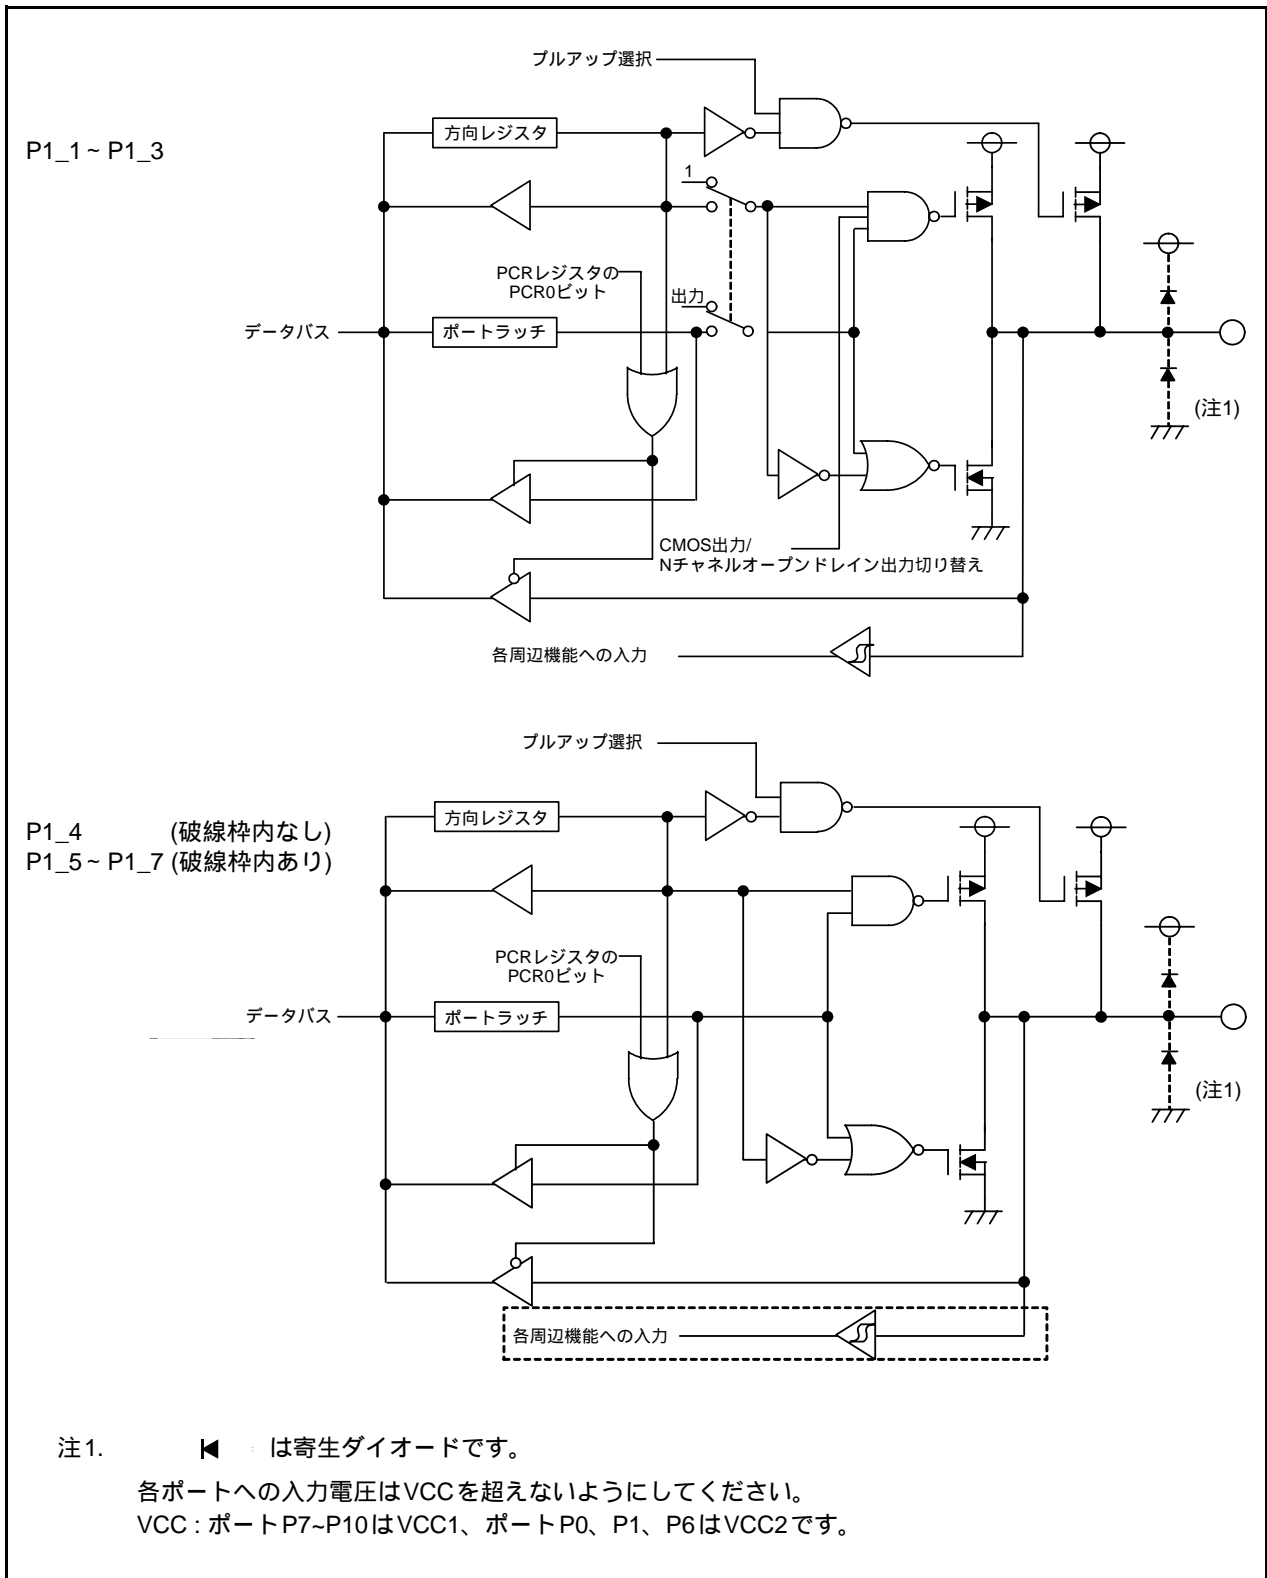 プルアップ選択
方向レジスタ
P1_1~P1_3
1
PCRレジスタの
PCR0ビット
出力
データバス
ポートラッチ
(注1)
CMOS出力/
Nチャネルオープンドレイン出力切り替え
各周辺機能への入力
プルアップ選択
方向レジスタ
P1_4 (破線枠内なし)
P1_5~P1_7 (破線枠内あり)
PCRレジスタの
PCR0ビット
データバス
ポートラッチ
(注1)
各周辺機能への入力
注1. は寄生ダイオードです。
各ポートへの入力電圧はVCCを超えないようにしてください。
VCC : ポートP7~P10はVCC1、ポートP0、P1、P6はVCC2です。